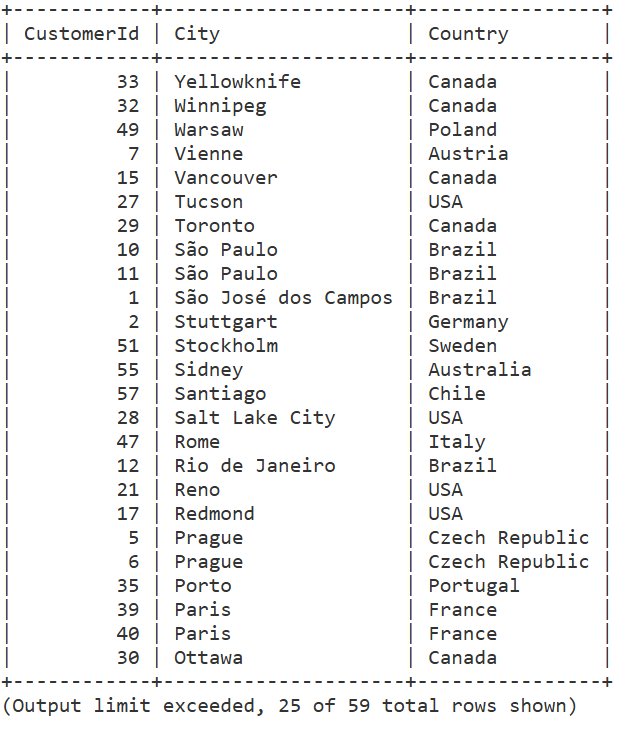 +------------+--------------------+----------------+
| CustomerId | City               | Country        |
+------------+--------------------+----------------+
|         33 | Yellowknife        | Canada         |
|         32 | Winnipeg           | Canada         |
|         49 | Warsaw             | Poland         |
|          7 | Vienne             | Austria        |
|         15 | Vancouver          | Canada         |
|         27 | Tucson             | USA            |
|         29 | Toronto            | Canada         |
|         10 | São Paulo          | Brazil         |
|         11 | São Paulo          | Brazil         |
|          1 | São José dos Campos | Brazil         |
|          2 | Stuttgart          | Germany        |
|         51 | Stockholm          | Sweden         |
|         55 | Sidney             | Australia      |
|         57 | Santiago           | Chile          |
|         28 | Salt Lake City     | USA            |
|         47 | Rome               | Italy          |
|         12 | Rio de Janeiro     | Brazil         |
|         21 | Reno               | USA            |
|         17 | Redmond            | USA            |
|          5 | Prague             | Czech Republic |
|          6 | Prague             | Czech Republic |
|         35 | Porto              | Portugal       |
|         39 | Paris              | France         |
|         40 | Paris              | France         |
|         30 | Ottawa             | Canada         |
+------------+--------------------+----------------+
(Output limit exceeded, 25 of 59 total rows shown)